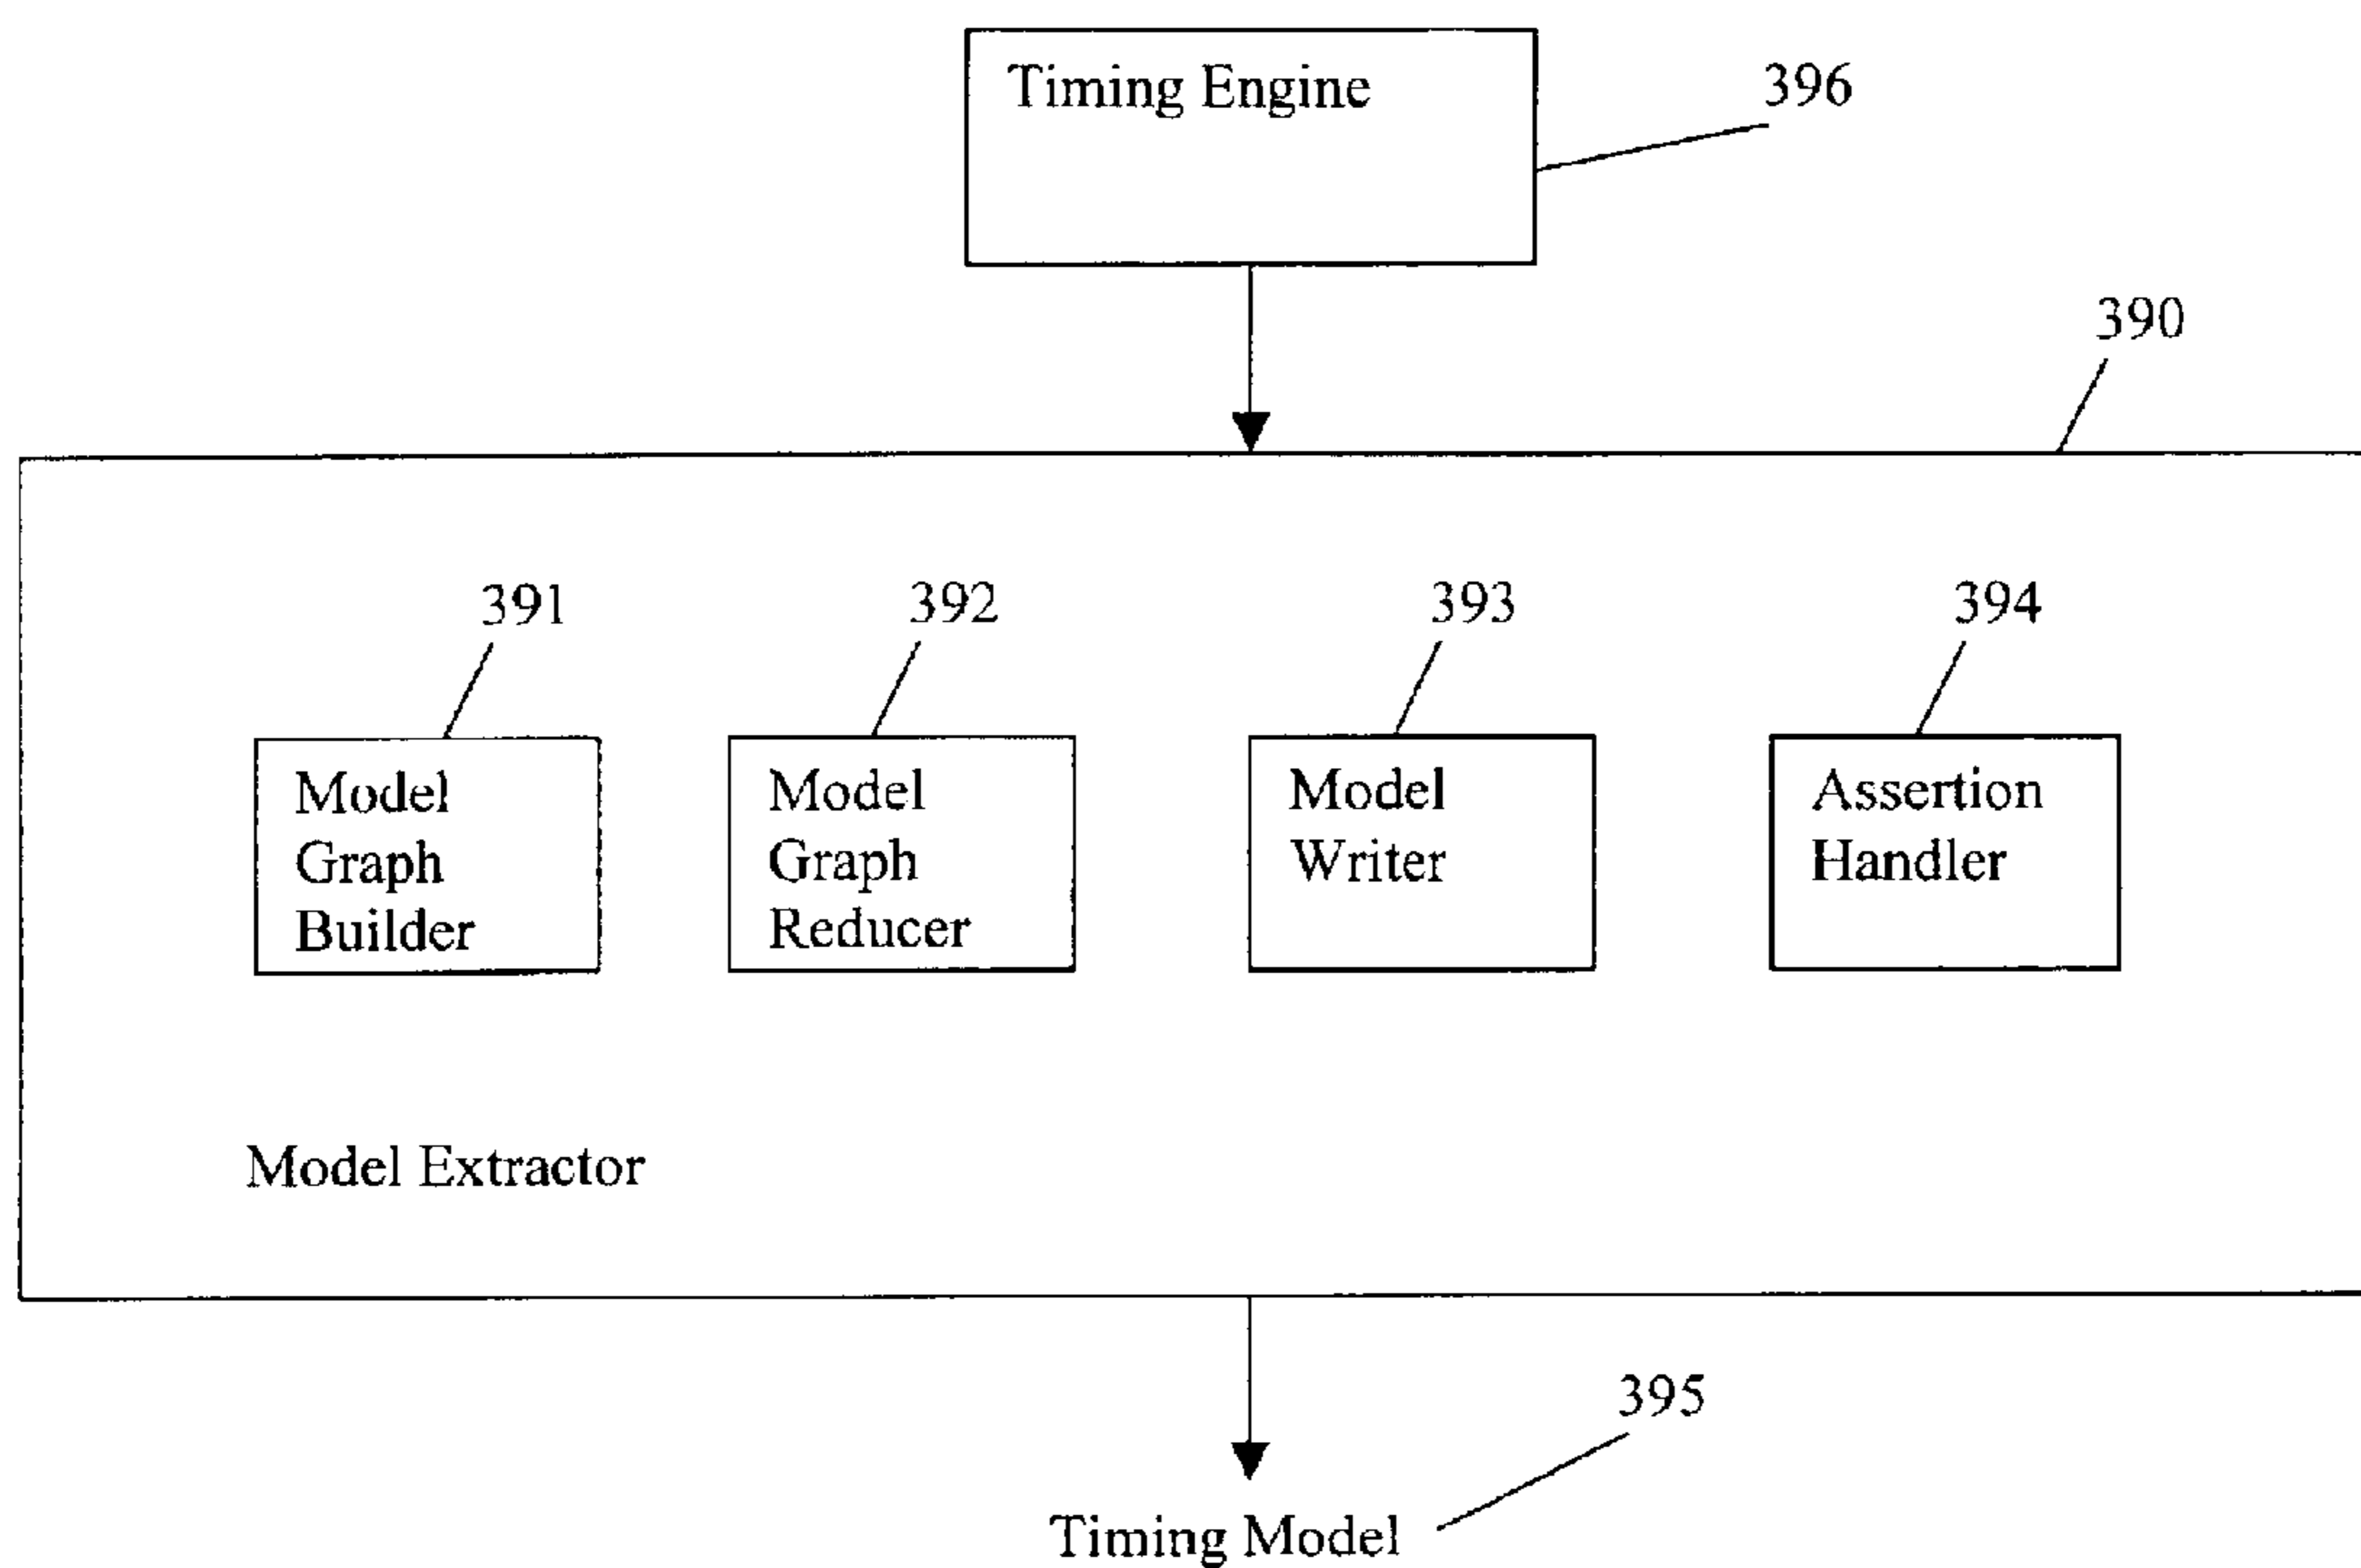 Timing Engine
396
390
391
392
393
394
Model
Graph
Builder
Model
Graph
Reducer
Model
Writer
Assertion
Handler
Model Extractor
395
Timing Model